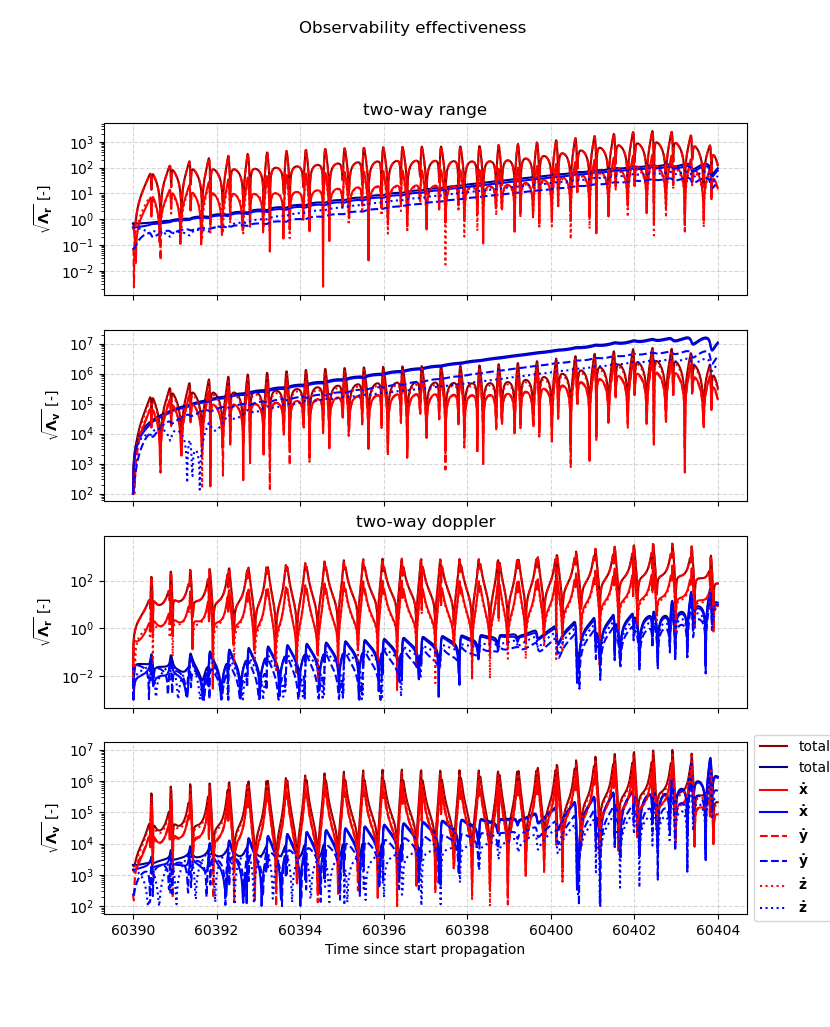 Observability effectiveness
two-way range
10³
10²
10¹
10⁰
10⁻¹
10⁻²
√Λᵣ [-]
10⁷
10⁶
10⁵
10⁴
10³
10²
√Λᵥ [-]
two-way doppler
10²
10⁰
10⁻²
√Λᵣ [-]
10⁷
10⁶
10⁵
10⁴
10³
10²
√Λᵥ [-]
60390 60392 60394 60396 60398 60400 60402 60404
Time since start propagation
total
total
ẋ
ẋ
ẏ
ẏ
ż
ż